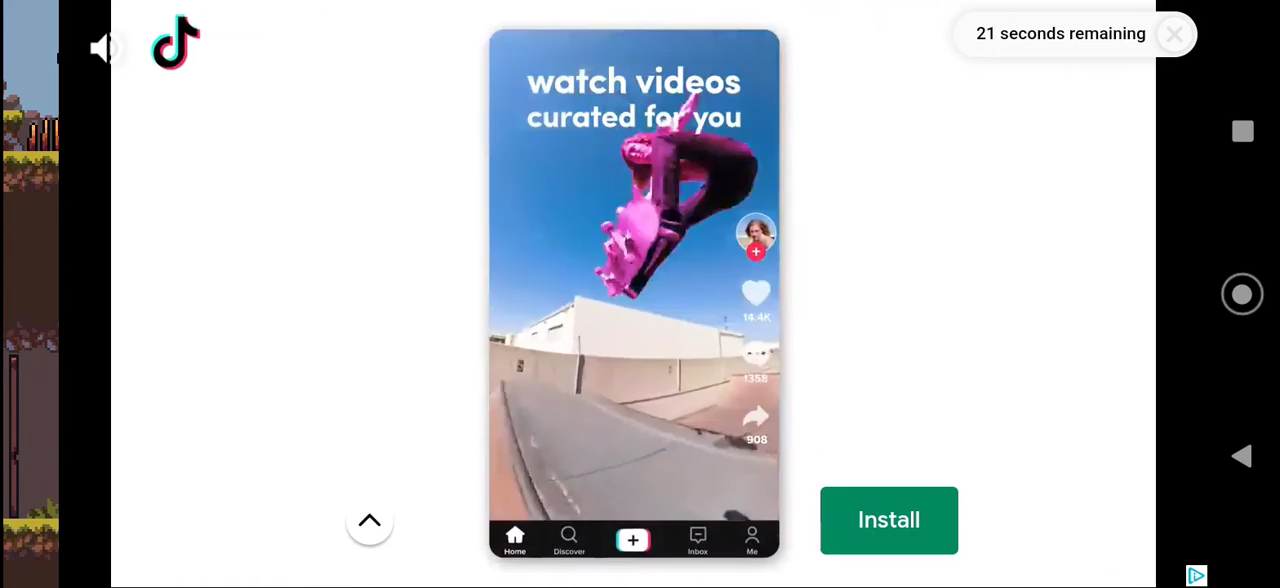 21 seconds remaining
watch videos
curated for you
14.4K
1358
908
Install
Home
Discover
Inbox
Me